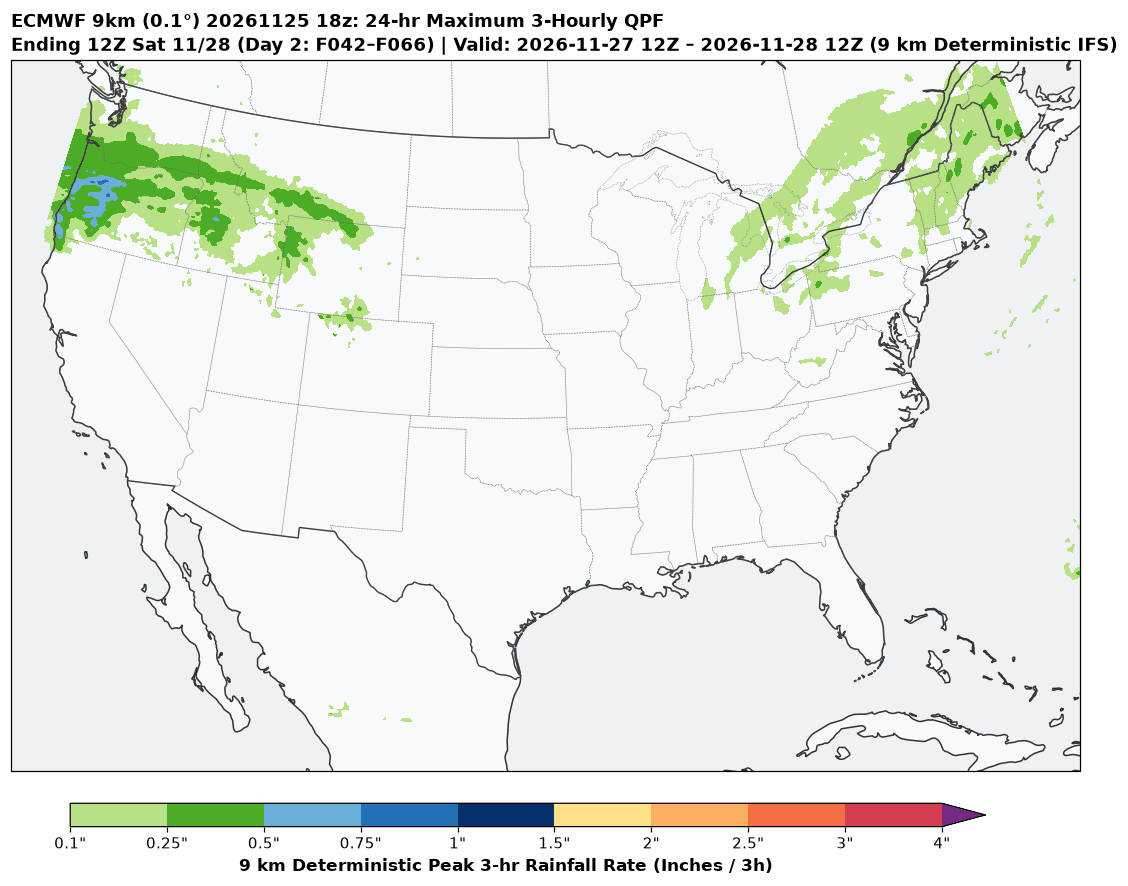 ECMWF 9km (0.1°) 20261125 18z: 24-hr Maximum 3-Hourly QPF
Ending 12Z Sat 11/28 (Day 2: F042–F066) | Valid: 2026-11-27 12Z – 2026-11-28 12Z (9 km Deterministic IFS)
0.1" 0.25" 0.5" 0.75" 1" 1.5" 2" 2.5" 3" 4"
9 km Deterministic Peak 3-hr Rainfall Rate (Inches / 3h)